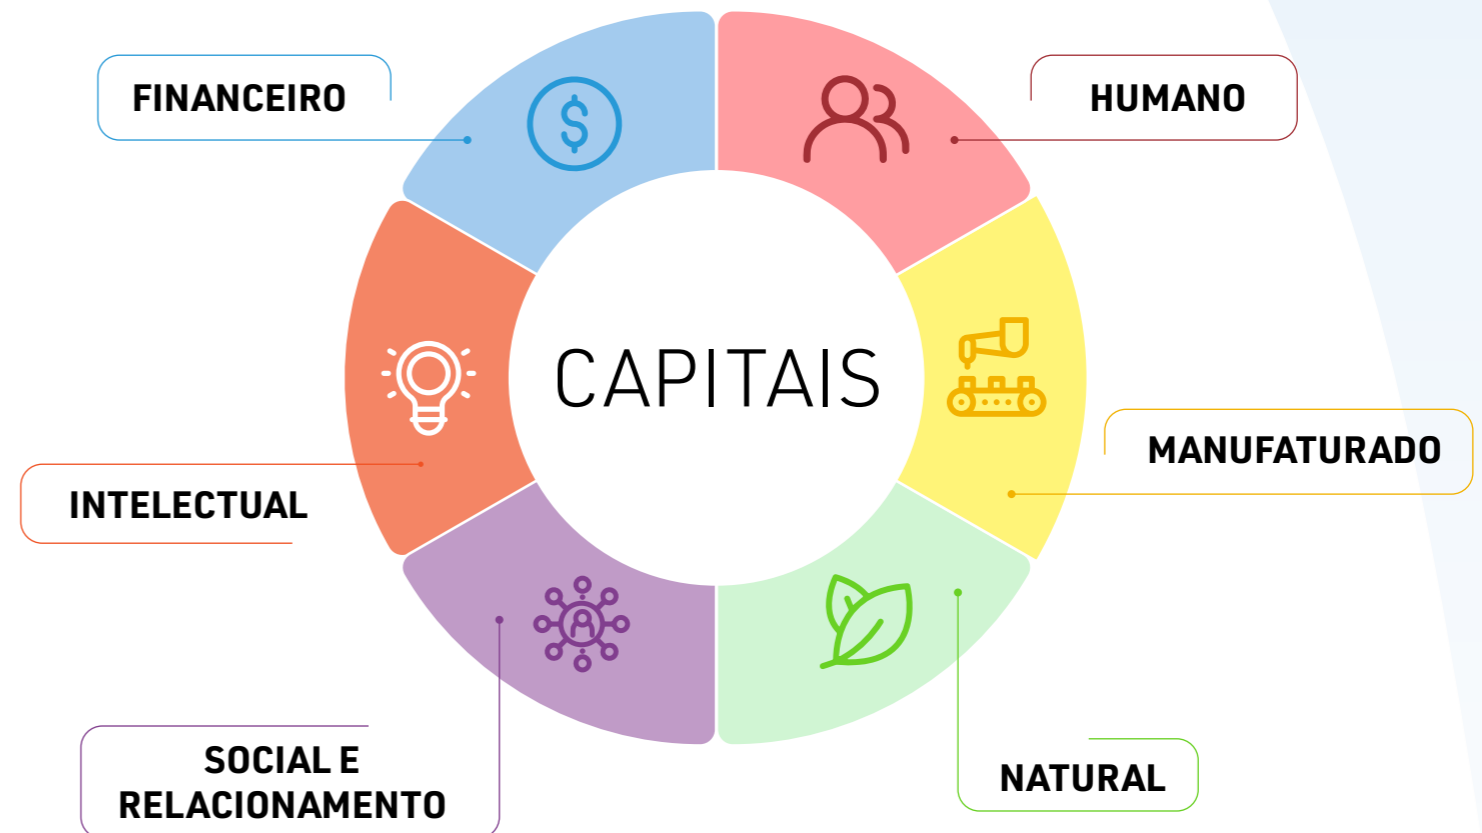 FINANCEIRO
HUMANO
CAPITAIS
MANUFATURADO
INTELECTUAL
SOCIAL E
RELACIONAMENTO
NATURAL